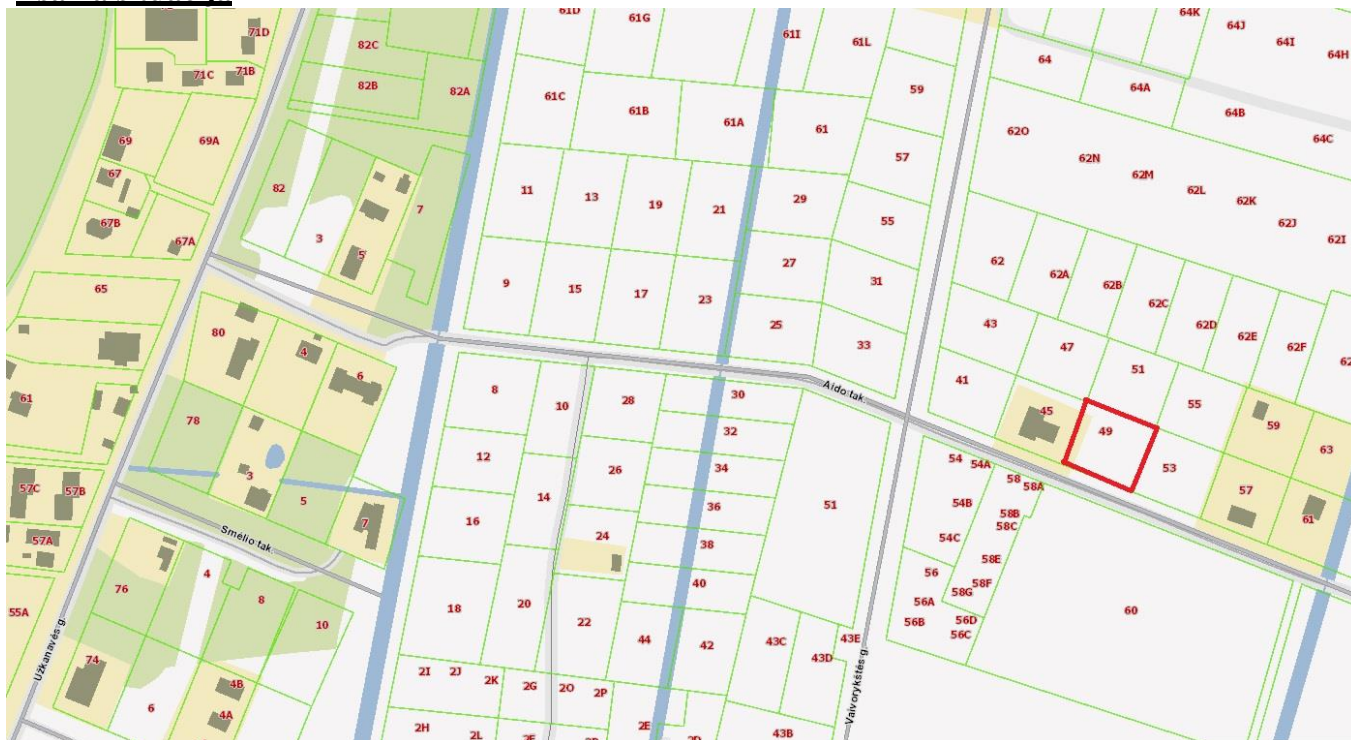 61D 61G 64K
71D 61I 61L 64J 64I 64H
82C 64
71C 71B 82B 82A 59 64A
61C 61B 61A 61 64B
69 69A 62O 64C
67 57 62N
82 11 13 19 21 29 62M 62L 62K
67B 7 55 62J
67A 3 5 62I
65 9 15 17 23 27 31 62 62A 62B
62C
80 4 25 33 43 62D 62E 62F 62
6 47 51
61 8 10 28 30 Aido tak. 41 55
78 32 45 49 59 63
12 26 34 54 54A 58 58A 53
57C 57B 3 5 14 36 51 54B 58B 57 61
57A 7 16 24 38 54C 58C
Smėlio tak. 58E
76 4 8 40 56 58F
55A 10 18 20 22 56A 58G 60
44 42 43C 43E 56B 56D
74 43D 56C
Užkanavės g. 4B 2I 2J 2K 2G 2O 2P
6 4A Vaivorykštės g.
2H 2L 2E 43B